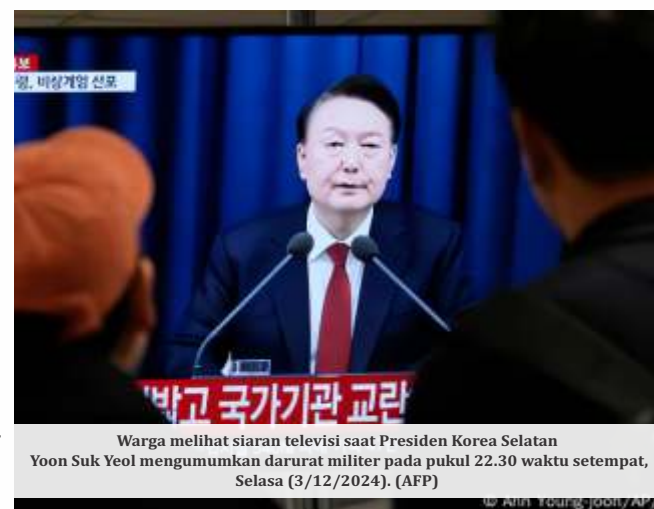 령, 비상계엄 선포
국가기관 교란
Warga melihat siaran televisi saat Presiden Korea Selatan
Yoon Suk Yeol mengumumkan darurat militer pada pukul 22.30 waktu setempat,
Selasa (3/12/2024). (AFP)
© Ahn Young-joon/AP/